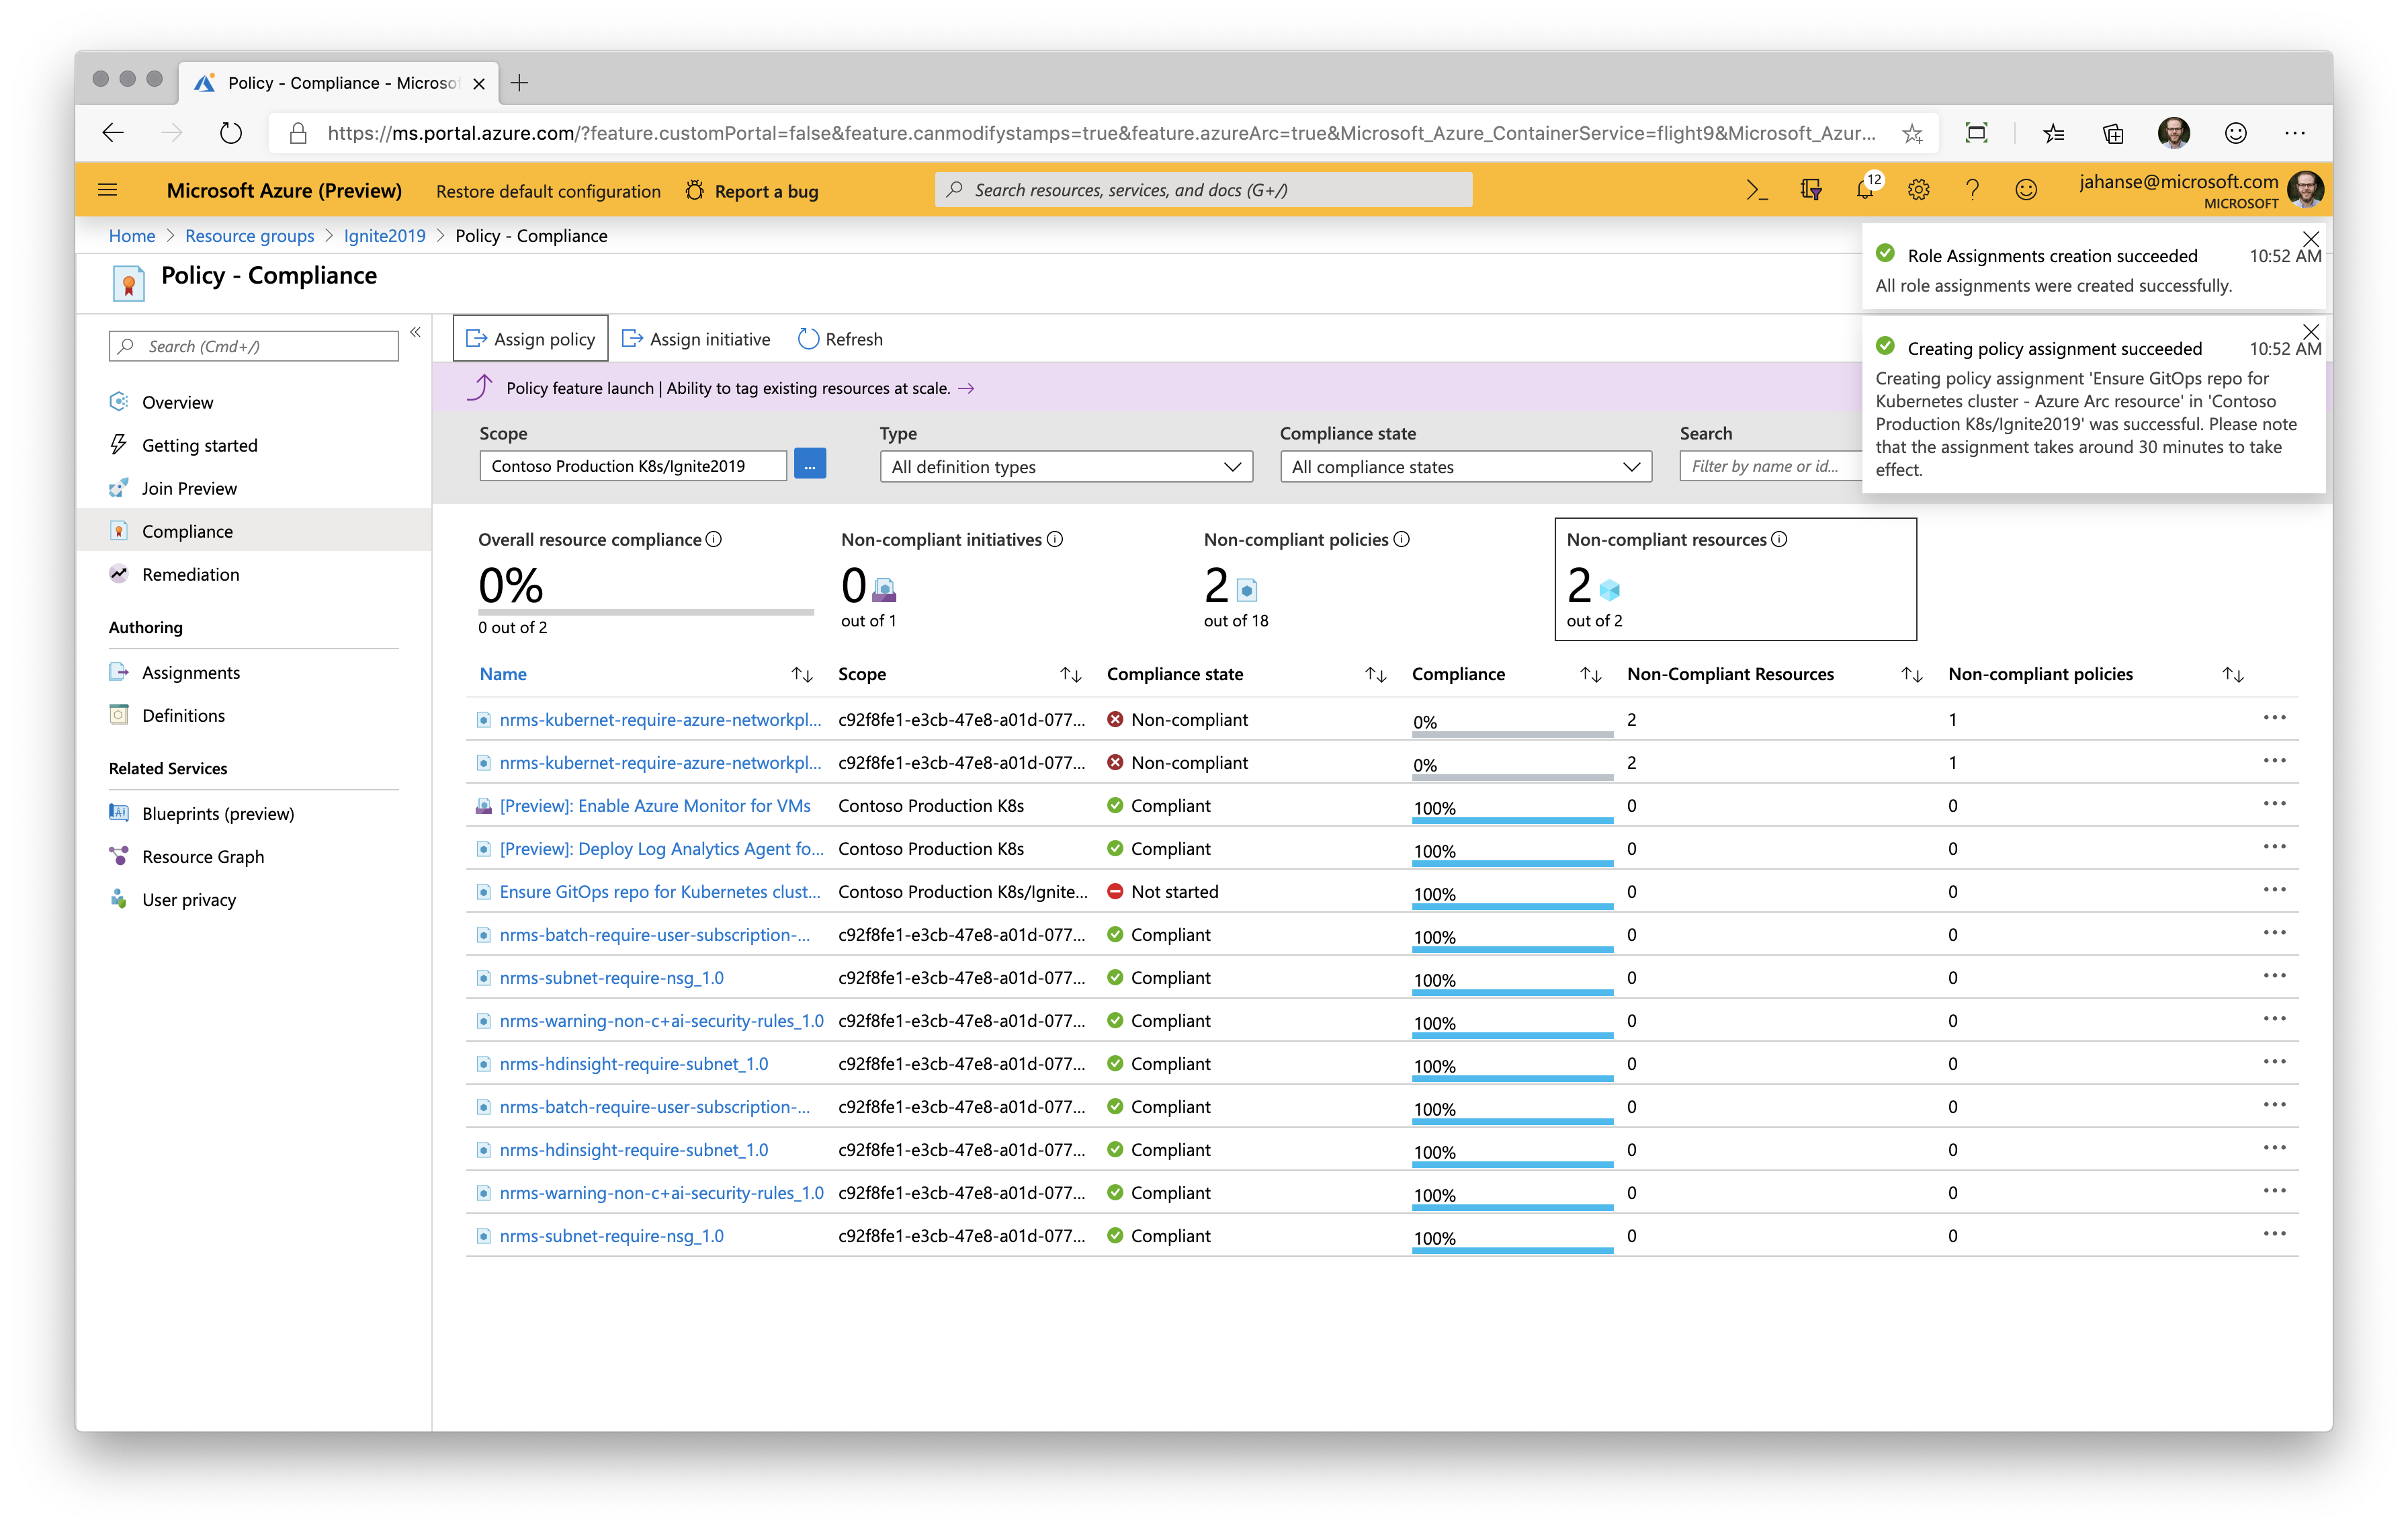 Policy - Compliance - Microsof
https://ms.portal.azure.com/?feature.customPortal=false&feature.canmodifystamps=true&feature.azureArc=true&Microsoft_Azure_ContainerService=flight9&Microsoft_Azur...
Microsoft Azure (Preview)
Restore default configuration
Report a bug
Search resources, services, and docs (G+/)
12
jahanse@microsoft.com
MICROSOFT
Home > Resource groups > Ignite2019 > Policy - Compliance
Policy - Compliance
Role Assignments creation succeeded 10:52 AM
All role assignments were created successfully.
Creating policy assignment succeeded 10:52 AM
Creating policy assignment 'Ensure GitOps repo for
Kubernetes cluster - Azure Arc resource' in 'Contoso
Production K8s/Ignite2019' was successful. Please note
that the assignment takes around 30 minutes to take
effect.
Search (Cmd+/)
Overview
Getting started
Join Preview
Compliance
Remediation
Authoring
Assignments
Definitions
Related Services
Blueprints (preview)
Resource Graph
User privacy
Assign policy
Assign initiative
Refresh
Policy feature launch | Ability to tag existing resources at scale. →
Scope
Contoso Production K8s/Ignite2019
...
Type
All definition types
Compliance state
All compliance states
Search
Filter by name or id...
Overall resource compliance
0%
0 out of 2
Non-compliant initiatives
0
out of 1
Non-compliant policies
2
out of 18
Non-compliant resources
2
out of 2
Name Scope Compliance state Compliance Non-Compliant Resources Non-compliant policies
nrms-kubernet-require-azure-networkpl... c92f8fe1-e3cb-47e8-a01d-077... Non-compliant 0% 2 1
nrms-kubernet-require-azure-networkpl... c92f8fe1-e3cb-47e8-a01d-077... Non-compliant 0% 2 1
[Preview]: Enable Azure Monitor for VMs Contoso Production K8s Compliant 100% 0 0
[Preview]: Deploy Log Analytics Agent fo... Contoso Production K8s Compliant 100% 0 0
Ensure GitOps repo for Kubernetes clust... Contoso Production K8s/Ignite... Not started 100% 0 0
nrms-batch-require-user-subscription-... c92f8fe1-e3cb-47e8-a01d-077... Compliant 100% 0 0
nrms-subnet-require-nsg_1.0 c92f8fe1-e3cb-47e8-a01d-077... Compliant 100% 0 0
nrms-warning-non-c+ai-security-rules_1.0 c92f8fe1-e3cb-47e8-a01d-077... Compliant 100% 0 0
nrms-hdinsight-require-subnet_1.0 c92f8fe1-e3cb-47e8-a01d-077... Compliant 100% 0 0
nrms-batch-require-user-subscription-... c92f8fe1-e3cb-47e8-a01d-077... Compliant 100% 0 0
nrms-hdinsight-require-subnet_1.0 c92f8fe1-e3cb-47e8-a01d-077... Compliant 100% 0 0
nrms-warning-non-c+ai-security-rules_1.0 c92f8fe1-e3cb-47e8-a01d-077... Compliant 100% 0 0
nrms-subnet-require-nsg_1.0 c92f8fe1-e3cb-47e8-a01d-077... Compliant 100% 0 0